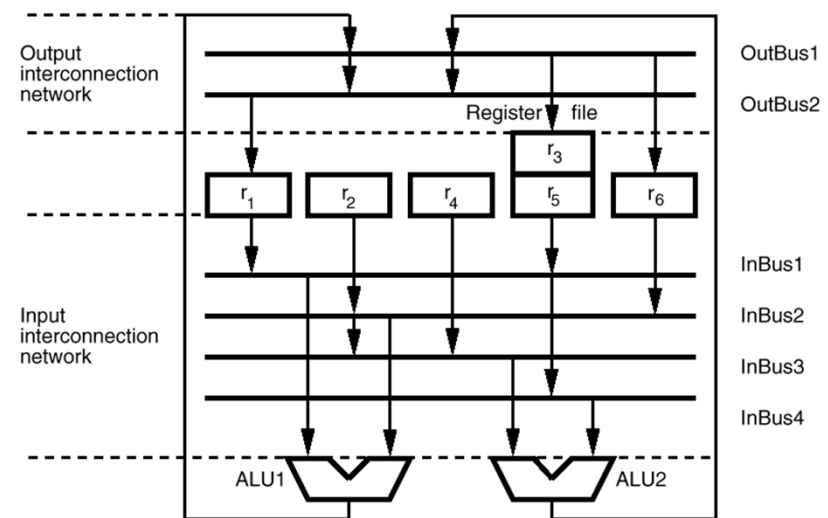 Output
interconnection
network
OutBus1
OutBus2
Register file
r3
r1
r2
r4
r5
r6
Input
interconnection
network
InBus1
InBus2
InBus3
InBus4
ALU1
ALU2